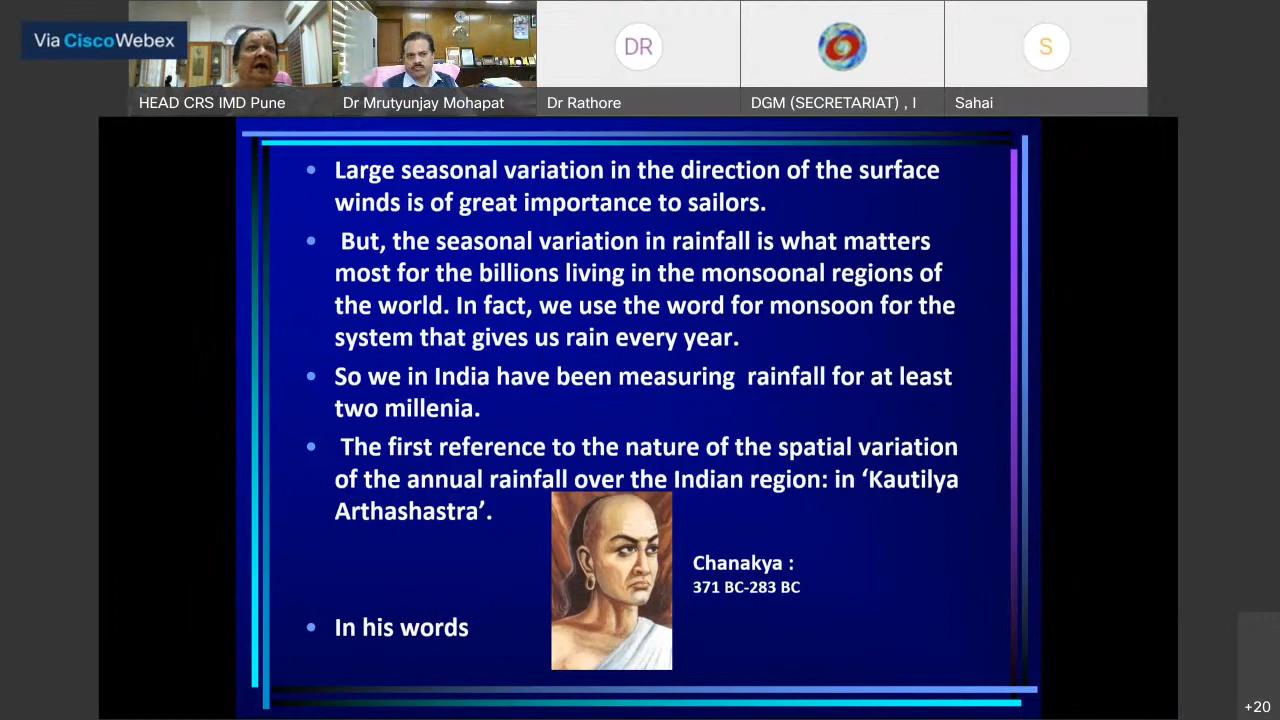 Via Cisco Webex
HEAD CRS IMD Pune
Dr Mrutyunjay Mohapat
DR
Dr Rathore
DGM (SECRETARIAT) , I
S
Sahai
• Large seasonal variation in the direction of the surface
winds is of great importance to sailors.
• But, the seasonal variation in rainfall is what matters
most for the billions living in the monsoonal regions of
the world. In fact, we use the word for monsoon for the
system that gives us rain every year.
• So we in India have been measuring rainfall for at least
two millenia.
• The first reference to the nature of the spatial variation
of the annual rainfall over the Indian region: in ‘Kautilya
Arthashastra’.
Chanakya :
371 BC-283 BC
• In his words
+20